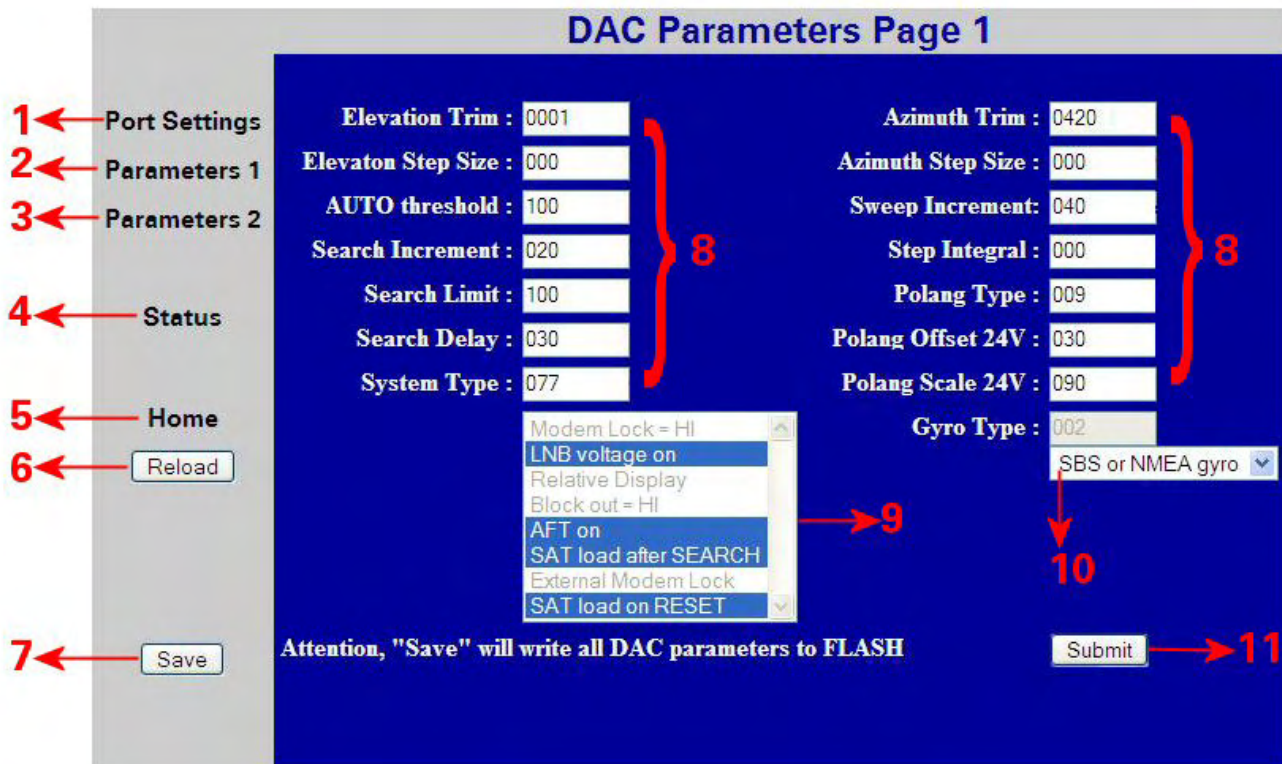 DAC Parameters Page 1
1 Port Settings
2 Parameters 1
3 Parameters 2
4 Status
5 Home
6 Reload
7 Save
Elevation Trim : 0001
Elevaton Step Size : 000
AUTO threshold : 100
Search Increment : 020
Search Limit : 100
Search Delay : 030
System Type : 077
8
Modem Lock = HI
LNB voltage on
Relative Display
Block out = HI
AFT on
SAT load after SEARCH
External Modem Lock
SAT load on RESET
9
Azimuth Trim : 0420
Azimuth Step Size : 000
Sweep Increment: 040
Step Integral : 000
Polang Type : 009
Polang Offset 24V : 030
Polang Scale 24V : 090
8
Gyro Type : 002
SBS or NMEA gyro
10
Attention, "Save" will write all DAC parameters to FLASH
Submit 11